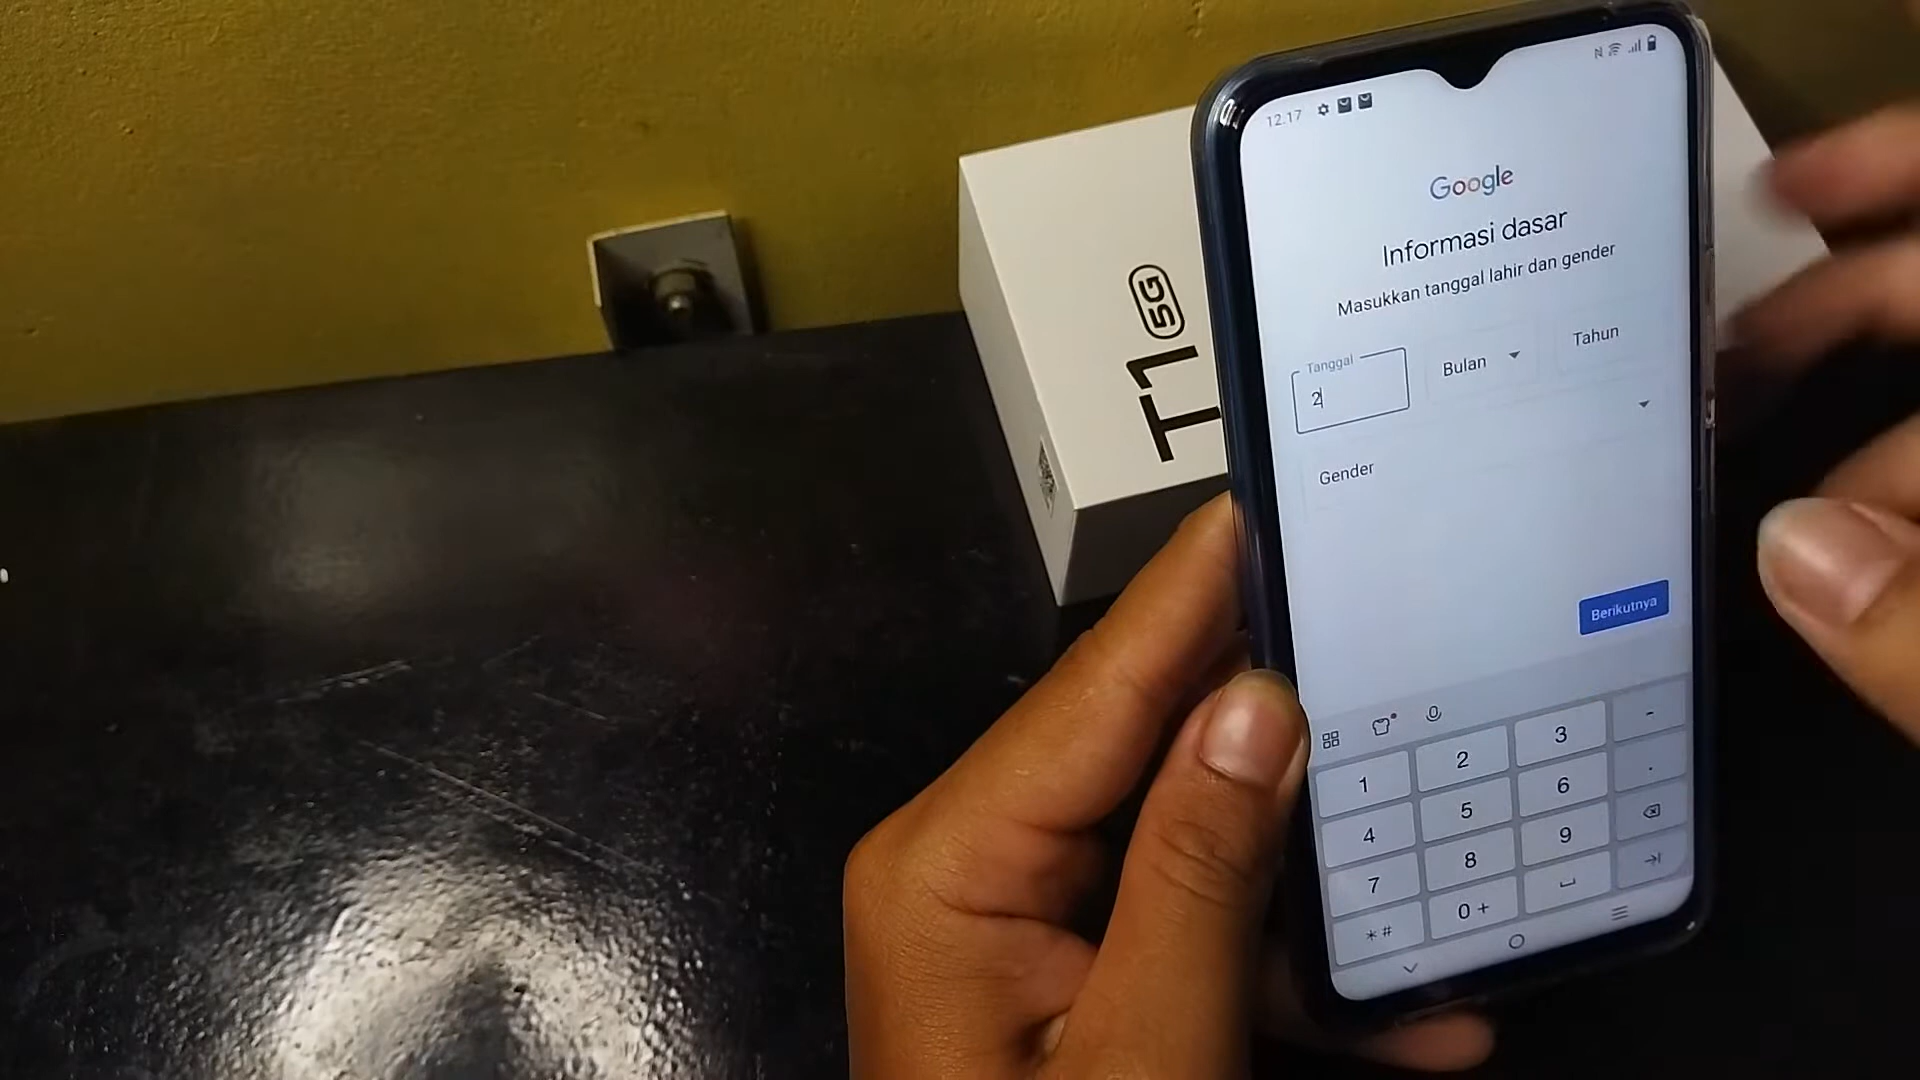 T1 5G
12.17
Google
Informasi dasar
Masukkan tanggal lahir dan gender
Tanggal
2
Bulan
Tahun
Gender
Berikutnya
1 2 3 -
4 5 6 .
7 8 9
*# 0 +